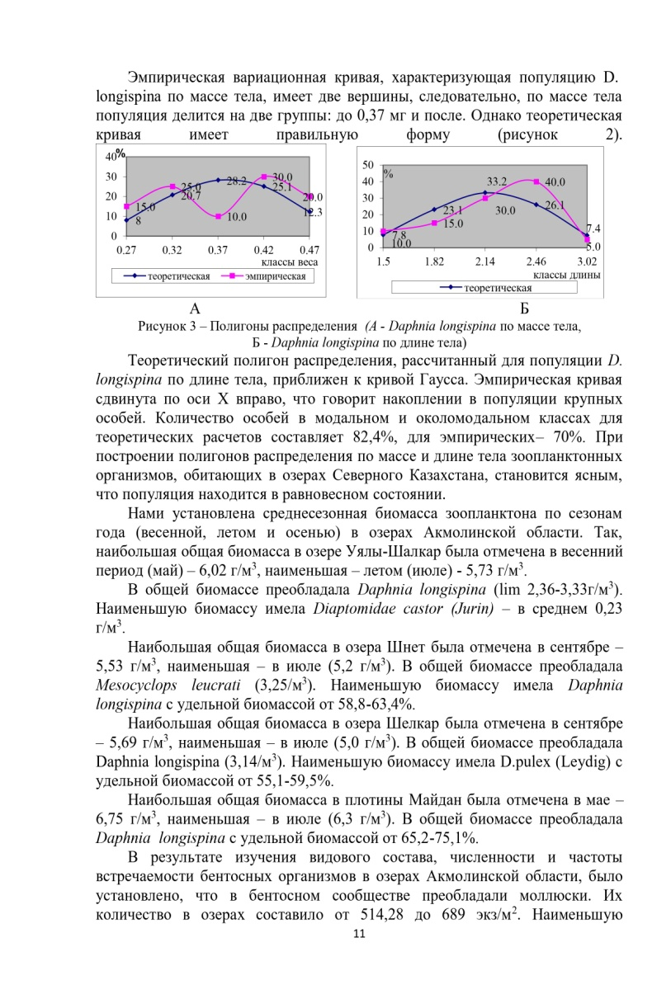 Эмпирическая вариационная кривая, характеризующая популяцию D.
longispina по массе тела, имеет две вершины, следовательно, по массе тела
популяция делится на две группы: до 0,37 мг и после. Однако теоретическая
кривая имеет правильную форму (рисунок 2).
40%
30
20
10
0
15.0
8
25.0
20.7
28.2
10.0
30.0
25.1
20.0
12.3
0.27 0.32 0.37 0.42 0.47
классы веса
теоретическая эмпирическая
50
40
30
20
10
0
%
7.8
10.0
23.1
15.0
33.2
30.0
40.0
26.1
7.4
5.0
1.5 1.82 2.14 2.46 3.02
классы длины
теоретическая
А Б
Рисунок 3 – Полигоны распределения (А - Daphnia longispina по массе тела,
Б - Daphnia longispina по длине тела)
Теоретический полигон распределения, рассчитанный для популяции D.
longispina по длине тела, приближен к кривой Гаусса. Эмпирическая кривая
сдвинута по оси Х вправо, что говорит накоплении в популяции крупных
особей. Количество особей в модальном и околомодальном классах для
теоретических расчетов составляет 82,4%, для эмпирических– 70%. При
построении полигонов распределения по массе и длине тела зоопланктонных
организмов, обитающих в озерах Северного Казахстана, становится ясным,
что популяция находится в равновесном состоянии.
Нами установлена среднесезонная биомасса зоопланктона по сезонам
года (весенной, летом и осенью) в озерах Акмолинской области. Так,
наибольшая общая биомасса в озере Уялы-Шалкар была отмечена в весенний
период (май) – 6,02 г/м³, наименьшая – летом (июле) - 5,73 г/м³.
В общей биомассе преобладала Daphnia longispina (lim 2,36-3,33г/м³).
Наименьшую биомассу имела Diaptomidae castor (Jurin) – в среднем 0,23
г/м³.
Наибольшая общая биомасса в озера Шнет была отмечена в сентябре –
5,53 г/м³, наименьшая – в июле (5,2 г/м³). В общей биомассе преобладала
Mesocyclops leucrati (3,25/м³). Наименьшую биомассу имела Daphnia
longispina с удельной биомассой от 58,8-63,4%.
Наибольшая общая биомасса в озера Шелкар была отмечена в сентябре
– 5,69 г/м³, наименьшая – в июле (5,0 г/м³). В общей биомассе преобладала
Daphnia longispina (3,14/м³). Наименьшую биомассу имела D.pulex (Leydig) с
удельной биомассой от 55,1-59,5%.
Наибольшая общая биомасса в плотины Майдан была отмечена в мае –
6,75 г/м³, наименьшая – в июле (6,3 г/м³). В общей биомассе преобладала
Daphnia longispina с удельной биомассой от 65,2-75,1%.
В результате изучения видового состава, численности и частоты
встречаемости бентосных организмов в озерах Акмолинской области, было
установлено, что в бентосном сообществе преобладали моллюски. Их
количество в озерах составило от 514,28 до 689 экз/м². Наименьшую
11